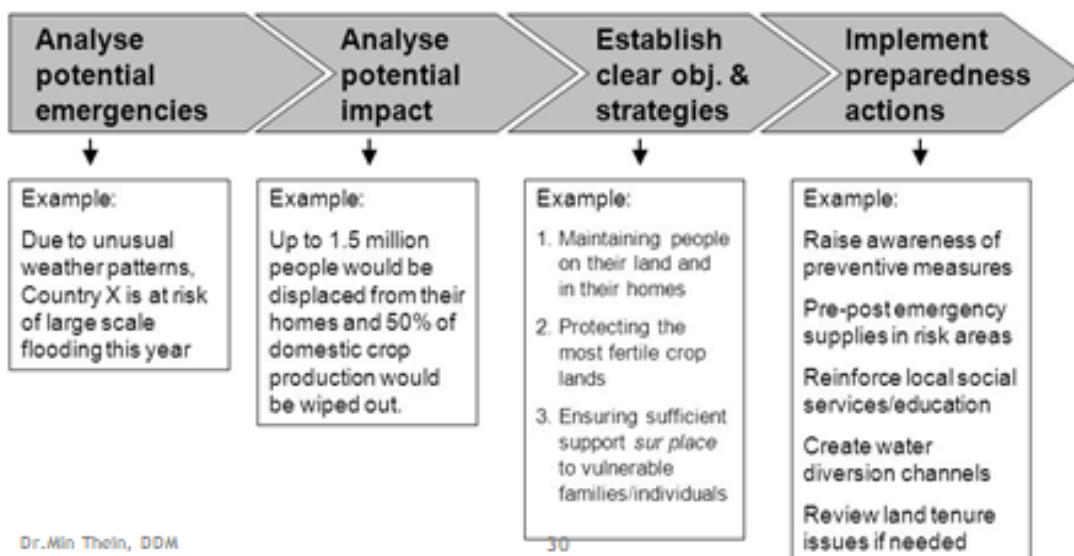 Analyse
potential
emergencies
Analyse
potential
impact
Establish
clear obj. &
strategies
Implement
preparedness
actions
Example:
Due to unusual
weather patterns,
Country X is at risk
of large scale
flooding this year
Example:
Up to 1.5 million
people would be
displaced from their
homes and 50% of
domestic crop
production would
be wiped out.
Example:
1. Maintaining people
on their land and
in their homes
2. Protecting the
most fertile crop
lands
3. Ensuring sufficient
support sur place
to vulnerable
families/individuals
Example:
Raise awareness of
preventive measures
Pre-post emergency
supplies in risk areas
Reinforce local social
services/education
Create water
diversion channels
Review land tenure
issues if needed
Dr.Min Thein, DDM
30